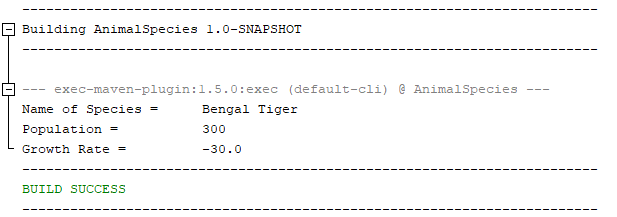 ------------------------------------------------------------------------
Building AnimalSpecies 1.0-SNAPSHOT
------------------------------------------------------------------------
--- exec-maven-plugin:1.5.0:exec (default-cli) @ AnimalSpecies ---
Name of Species = Bengal Tiger
Population = 300
Growth Rate = -30.0
------------------------------------------------------------------------
BUILD SUCCESS
------------------------------------------------------------------------